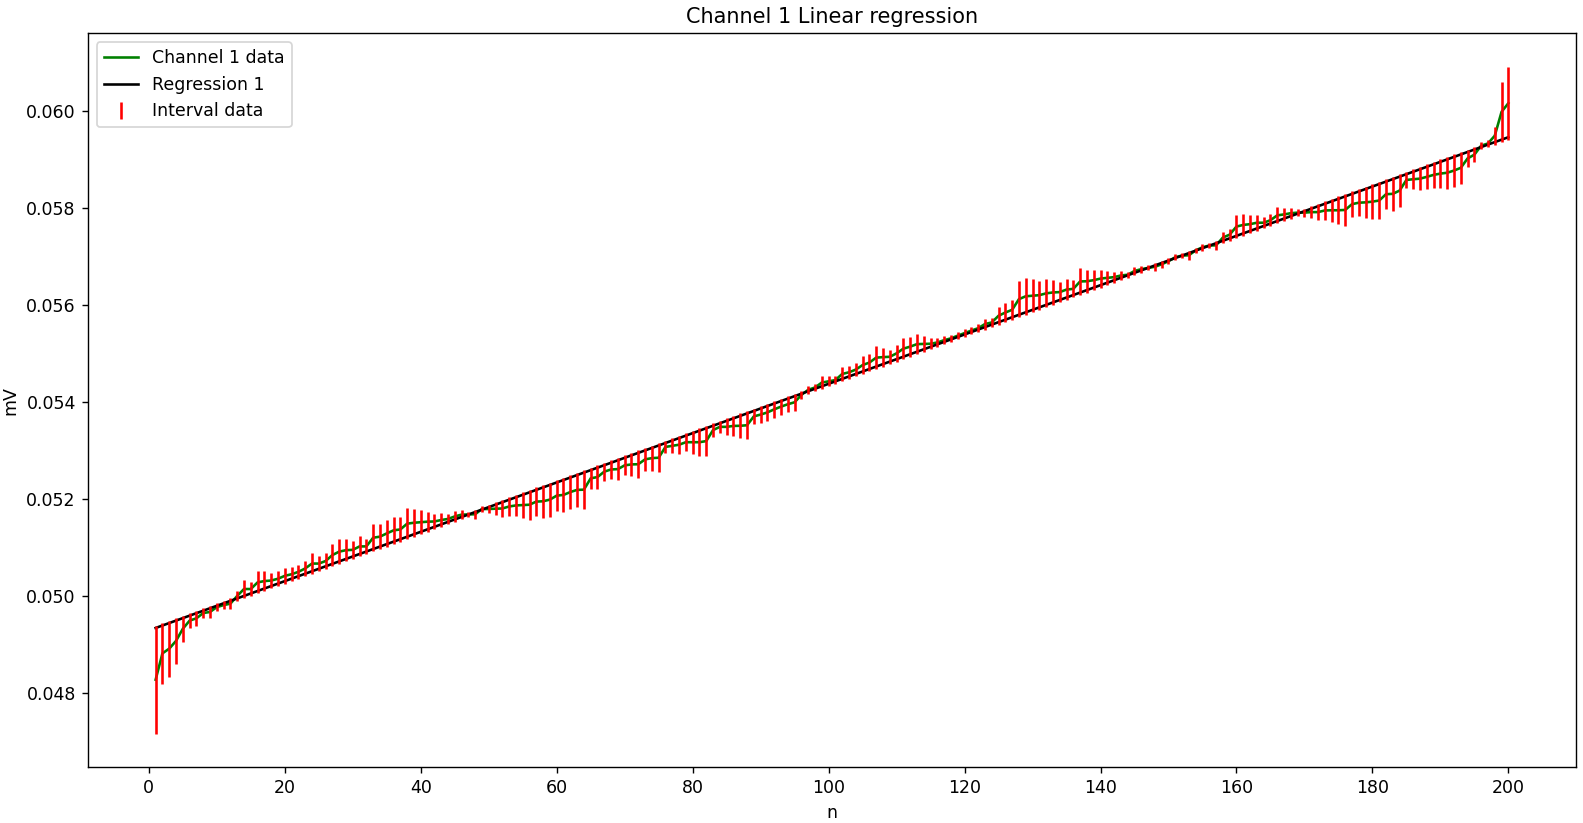 Channel 1 Linear regression
Channel 1 data
Regression 1
Interval data
0.060
0.058
0.056
0.054
0.052
0.050
0.048
mV
0 20 40 60 80 100 120 140 160 180 200
n